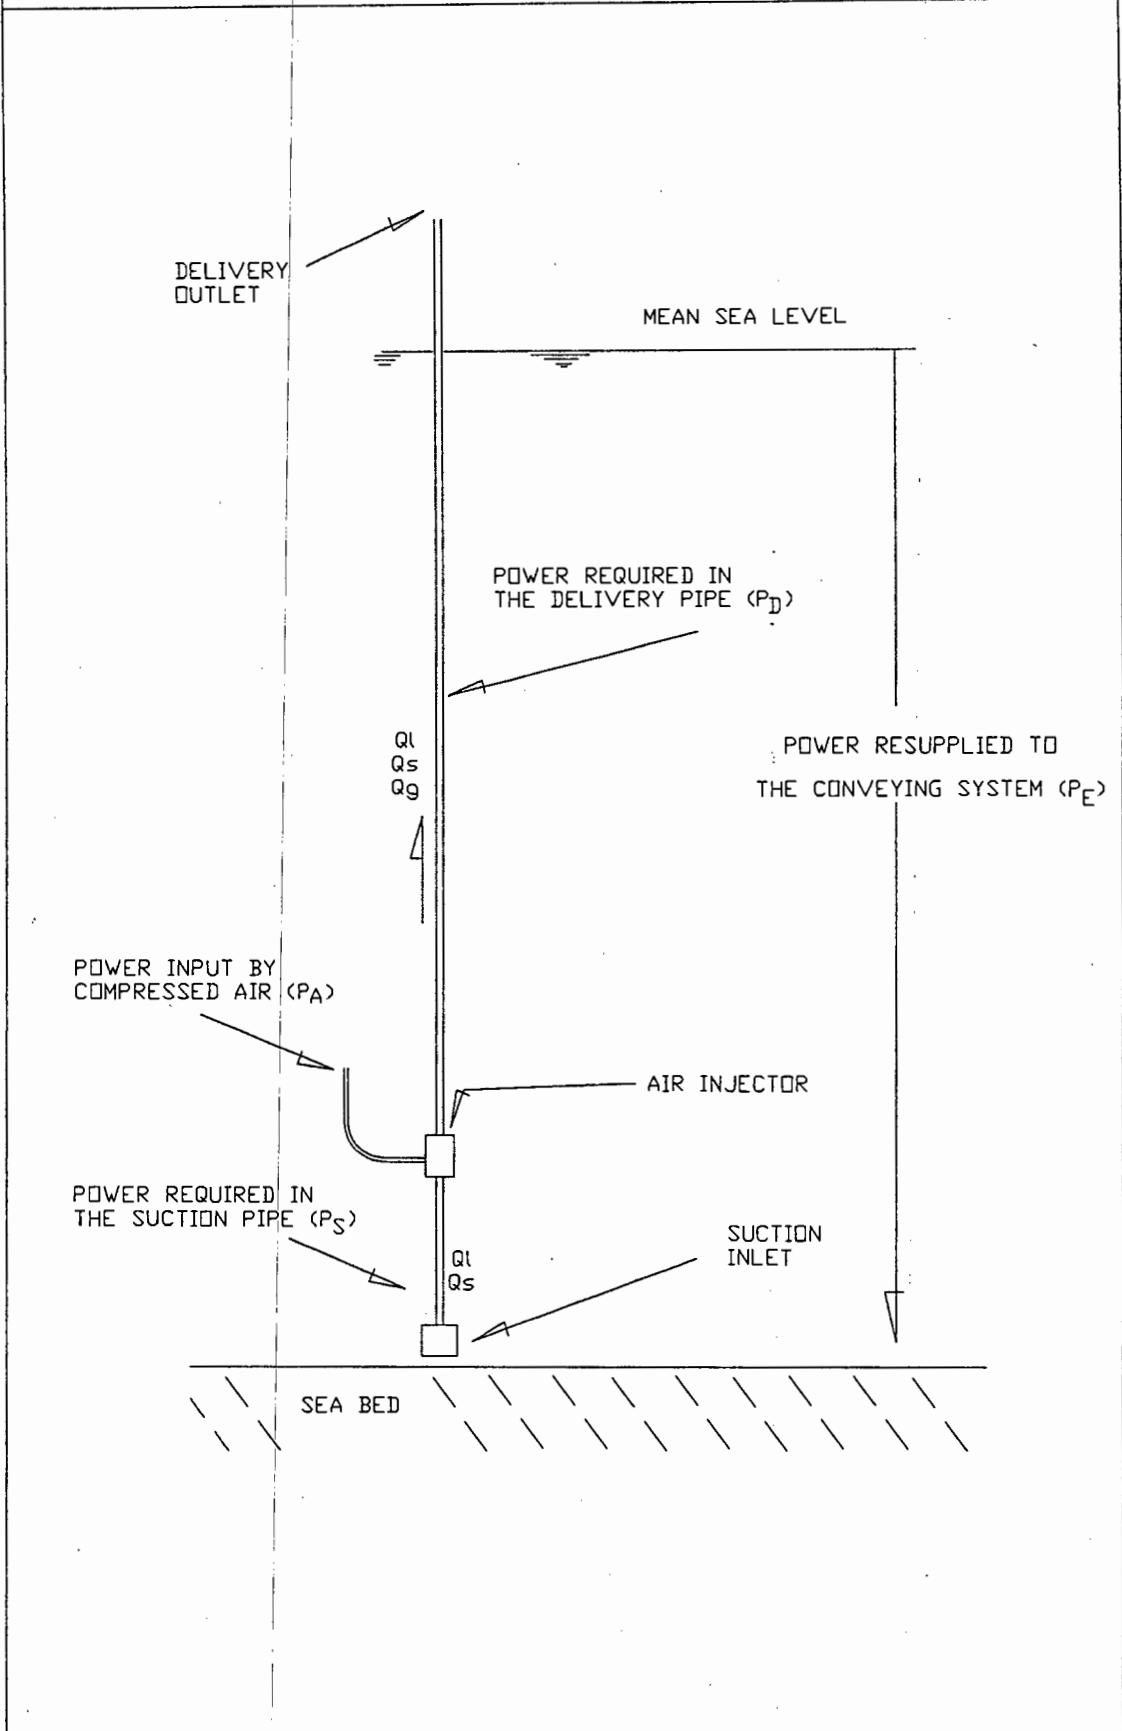 DELIVERY
OUTLET
MEAN SEA LEVEL
POWER REQUIRED IN
THE DELIVERY PIPE (PD)
Ql
Qs
Qg
POWER RESUPPLIED TO
THE CONVEYING SYSTEM (PE)
POWER INPUT BY
COMPRESSED AIR (PA)
AIR INJECTOR
POWER REQUIRED IN
THE SUCTION PIPE (PS)
SUCTION
INLET
Ql
Qs
SEA BED